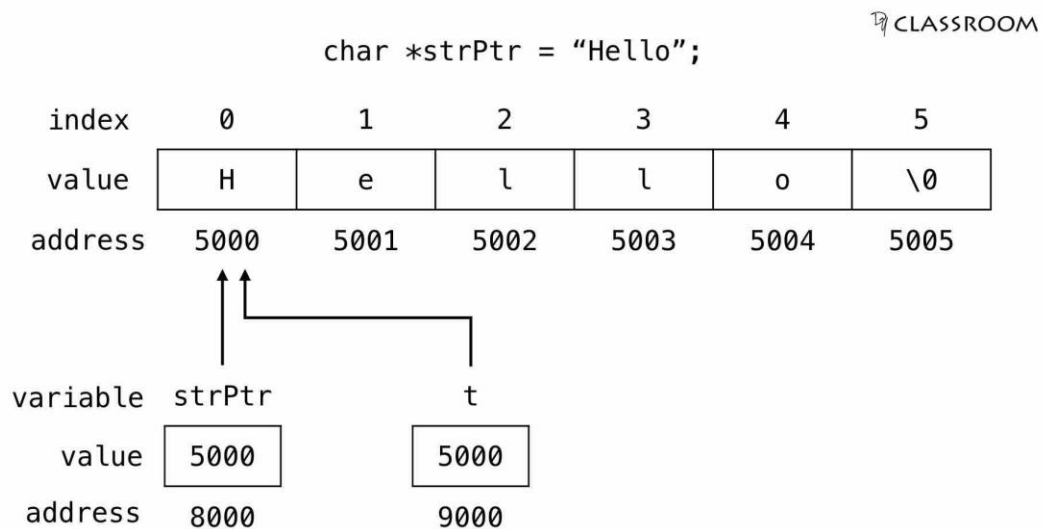 DY CLASSROOM
char *strPtr = “Hello”;
index 0 1 2 3 4 5
value H e l l o \0
address 5000 5001 5002 5003 5004 5005
variable strPtr t
value 5000 5000
address 8000 9000